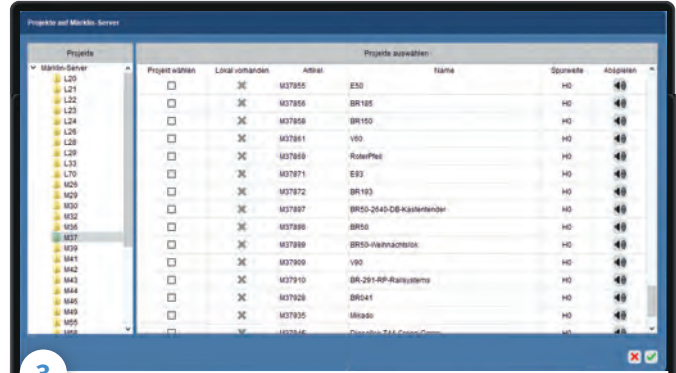 Projekte auf Märklin-Server
Projekte
Projekte auswählen
Märklin-Server
L20
L21
L22
L23
L24
L26
L28
L29
L33
L70
M25
M29
M30
M32
M36
M37
M39
M41
M42
M43
M44
M46
M49
M55
Projekt wählen Lokal vorhanden Artikel Name Spurweite Abspielen
M37855 E50 H0
M37856 BR185 H0
M37858 BR150 H0
M37861 V60 H0
M37869 RoterPfeil H0
M37871 E93 H0
M37872 BR193 H0
M37897 BR50-2640-DB-Kastentender H0
M37898 BR50 H0
M37899 BR50-Weihnachtslok H0
M37909 V90 H0
M37910 BR-291-RP-Railsystems H0
M37928 BR041 H0
M37935 Mikado H0
3